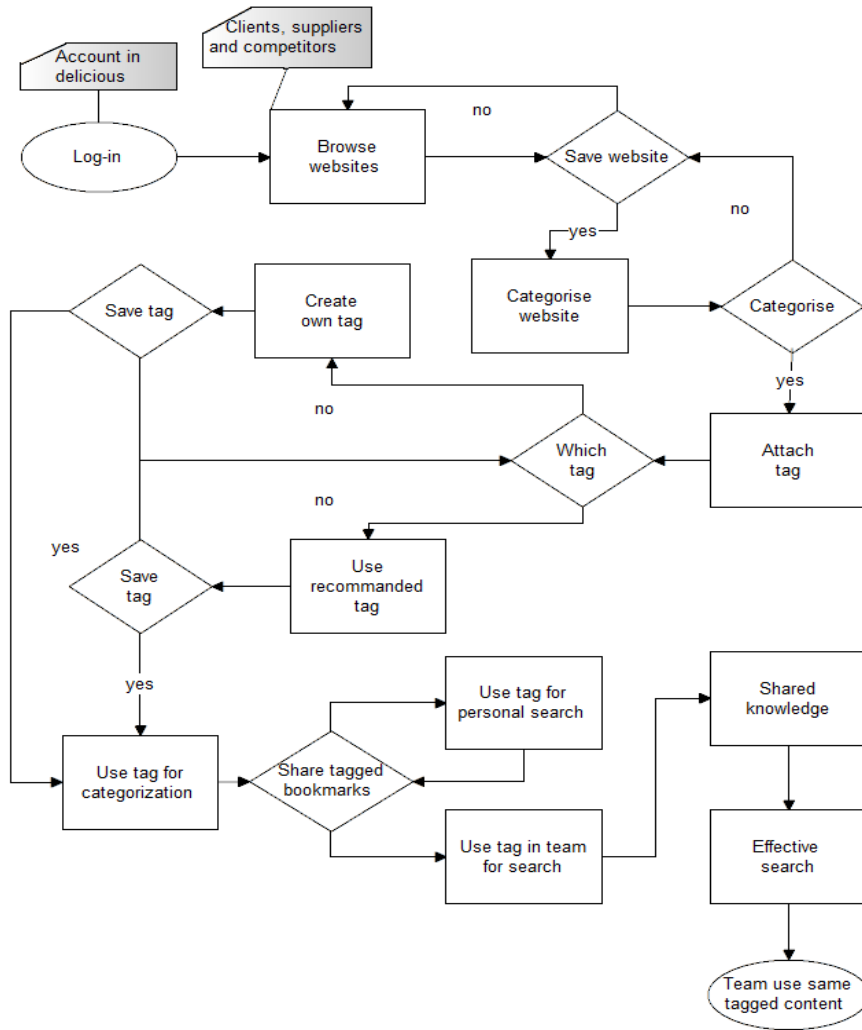 Clients, suppliers
and competitors
Account in
delicious
Log-in
Browse
websites
no
Save website
yes
no
Categorise
website
Categorise
yes
Save tag
Create
own tag
no
Which
tag
Attach
tag
no
yes
Save
tag
Use
recommanded
tag
yes
Use tag for
personal search
Shared
knowledge
Use tag for
categorization
Share tagged
bookmarks
Use tag in team
for search
Effective
search
Team use same
tagged content